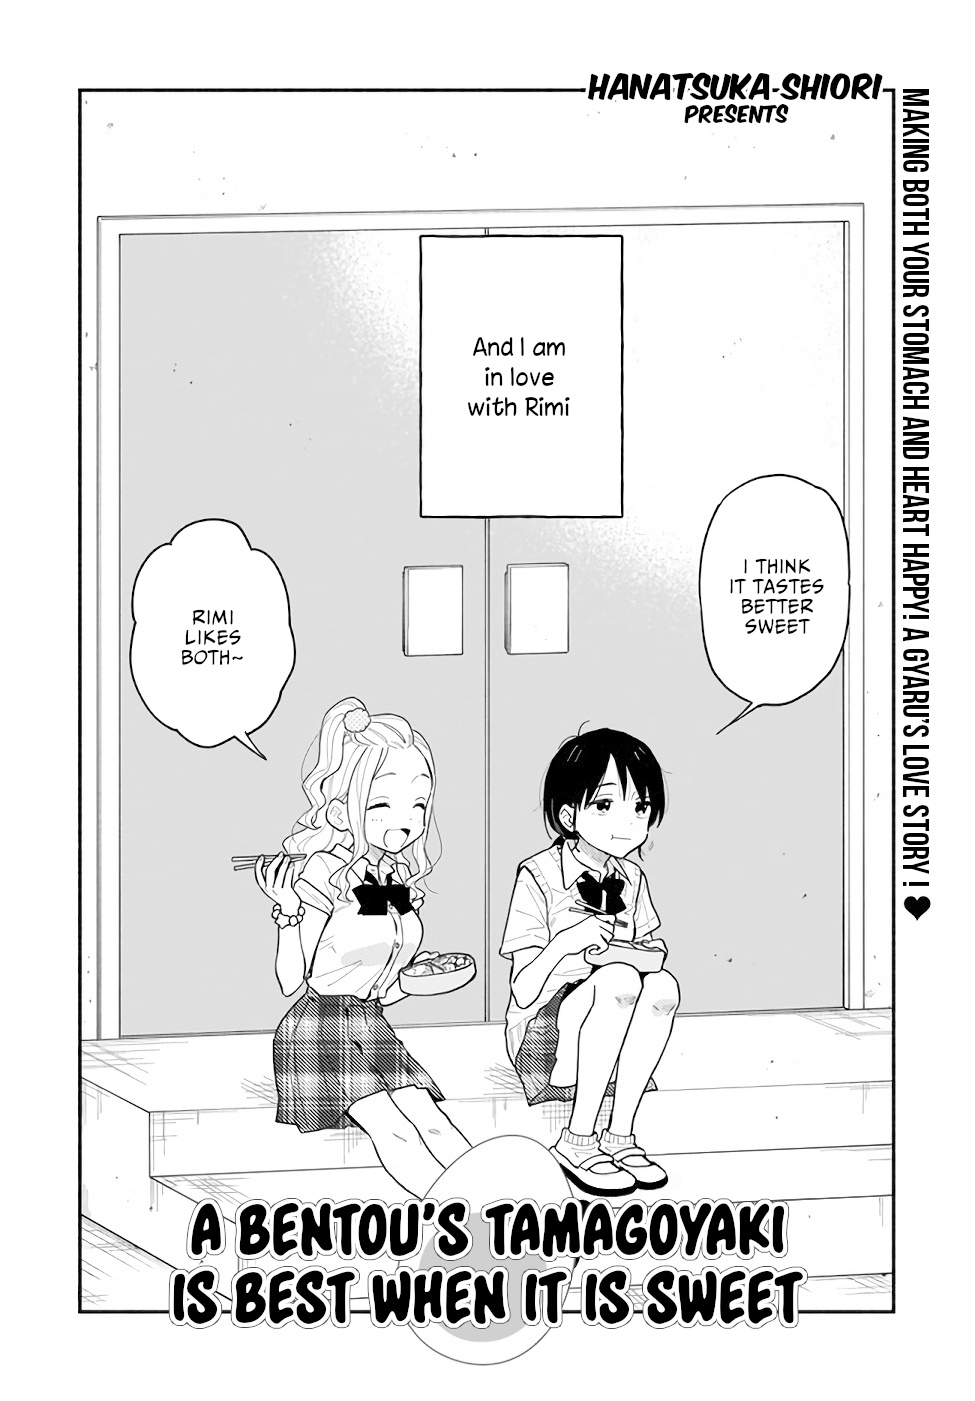 HANATSUKA-SHIORI
PRESENTS
MAKING BOTH YOUR STOMACH AND HEART HAPPY! A GYARU'S LOVE STORY! ♥
And I am
in love
with Rimi
I THINK
IT TASTES
BETTER
SWEET
RIMI
LIKES
BOTH~
A BENTOU'S TAMAGOYAKI
IS BEST WHEN IT IS SWEET